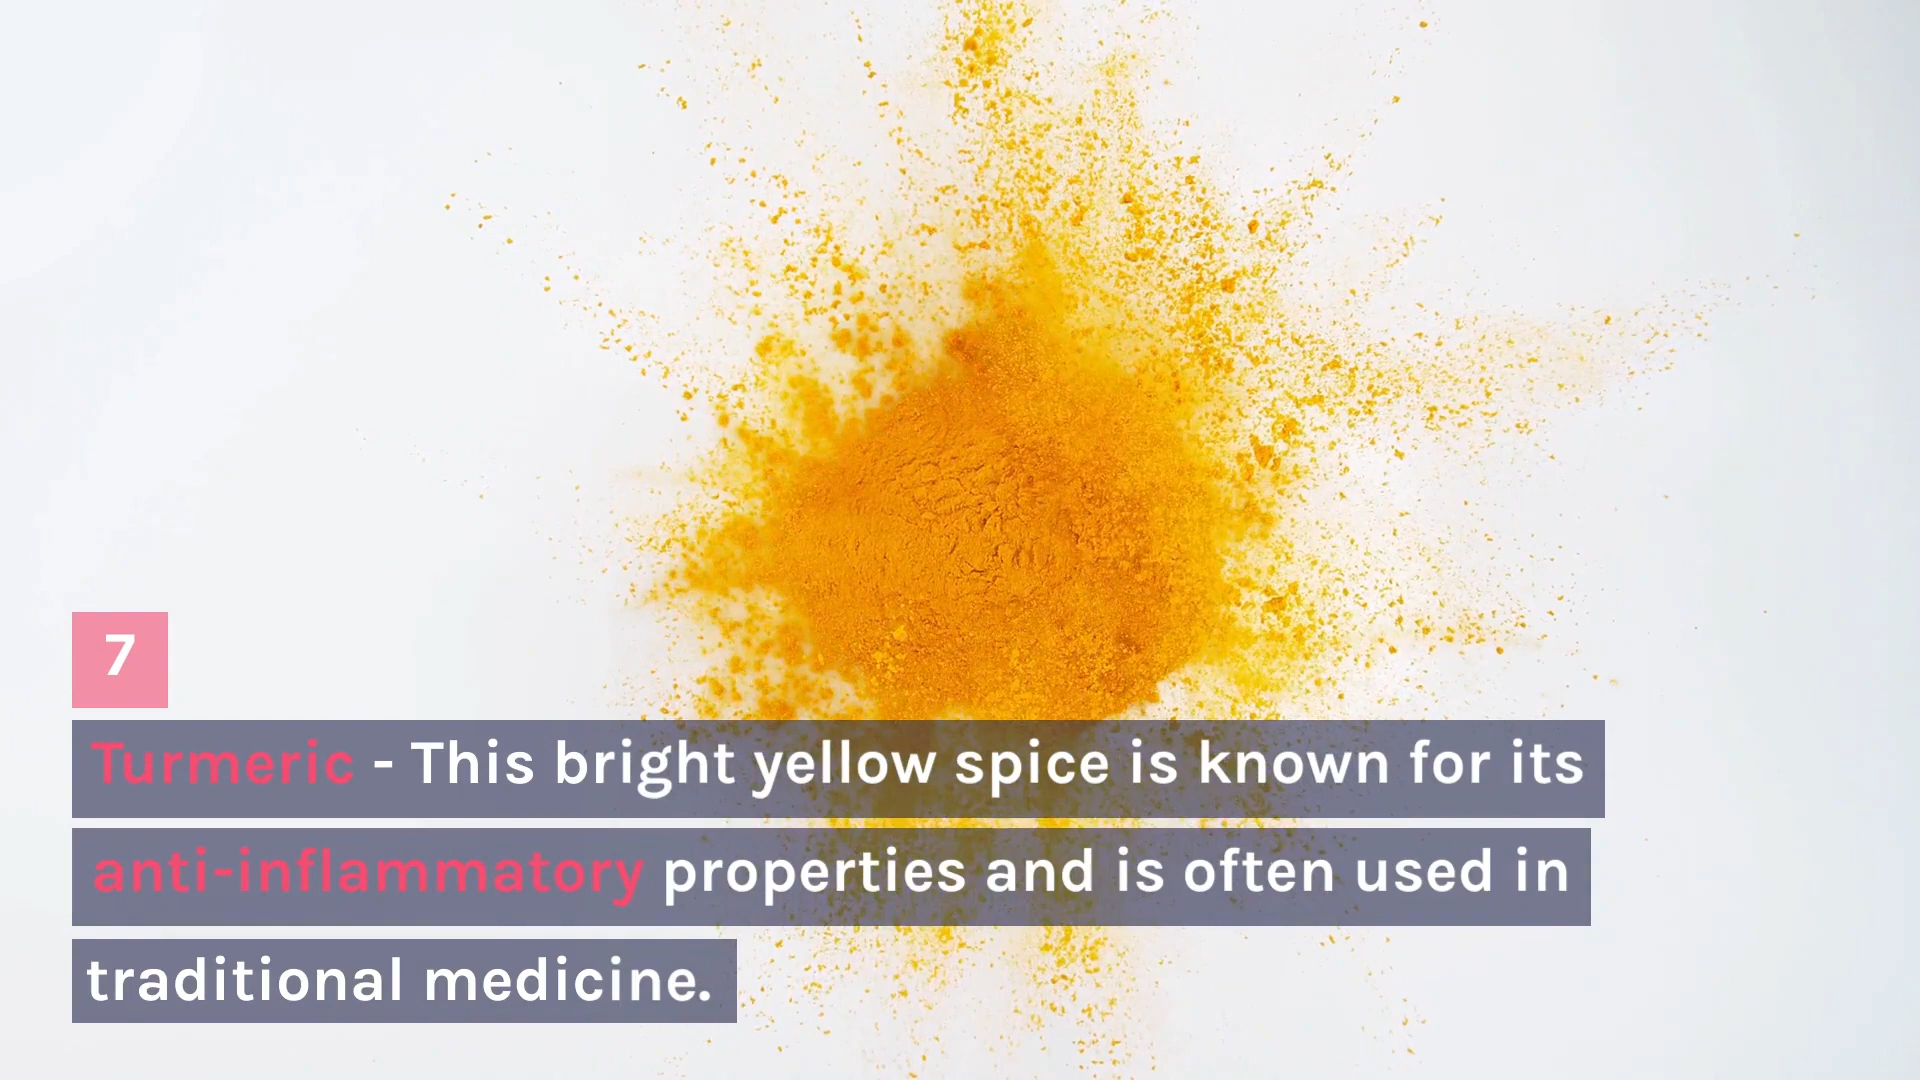 7
Turmeric - This bright yellow spice is known for its
anti-inflammatory properties and is often used in
traditional medicine.